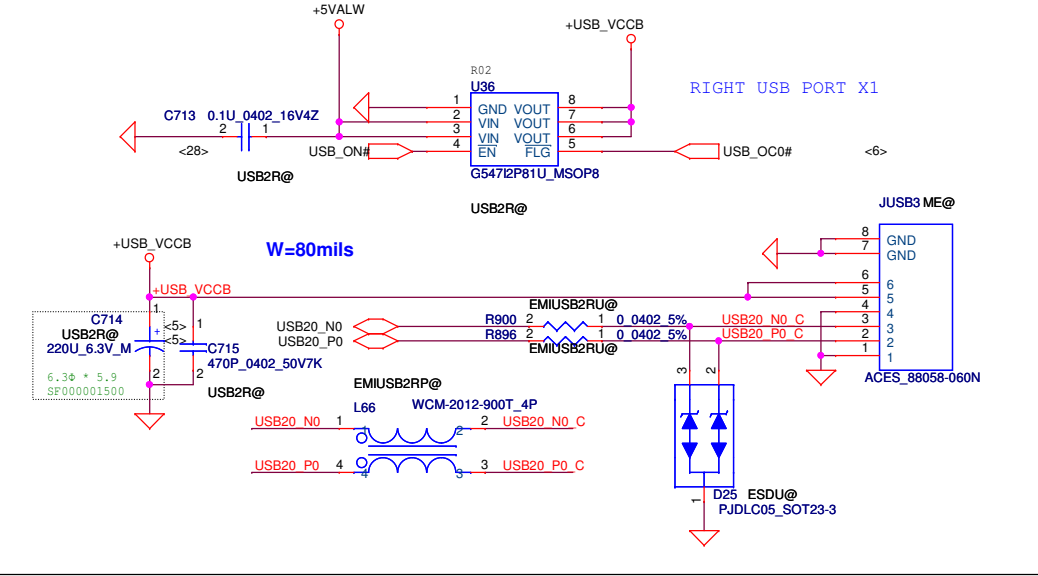 +5VALW
+USB_VCCB
R02
U36
RIGHT USB PORT X1
C713 0.1U_0402_16V4Z
2 1
<28>
USB2R@
1 GND VOUT 8
2 VIN VOUT 7
3 VIN VOUT 6
4 EN FLG 5
USB_ON#
USB_OC0#
<6>
G547I2P81U_MSOP8
USB2R@
JUSB3 ME@
+USB_VCCB
W=80mils
8 GND
7 GND
6 6
5 5
4 4
3 3
2 2
1 1
ACES_88058-060N
+USB_VCCB
1
C714
USB2R@
220U_6.3V_M
+
2
6.3Φ * 5.9
SF000001500
<5>
<5>
1
C715
470P_0402_50V7K
2
USB2R@
EMIUSB2RU@
USB20_N0 R900 2 1 0_0402_5% USB20_N0_C
USB20_P0 R896 2 1 0_0402_5% USB20_P0_C
EMIUSB2RU@
EMIUSB2RP@
L66 WCM-2012-900T_4P
USB20_N0 1 1 2 2 USB20_N0_C
USB20_P0 4 4 3 3 USB20_P0_C
3 2
1
D25 ESDU@
PJDLC05_SOT23-3